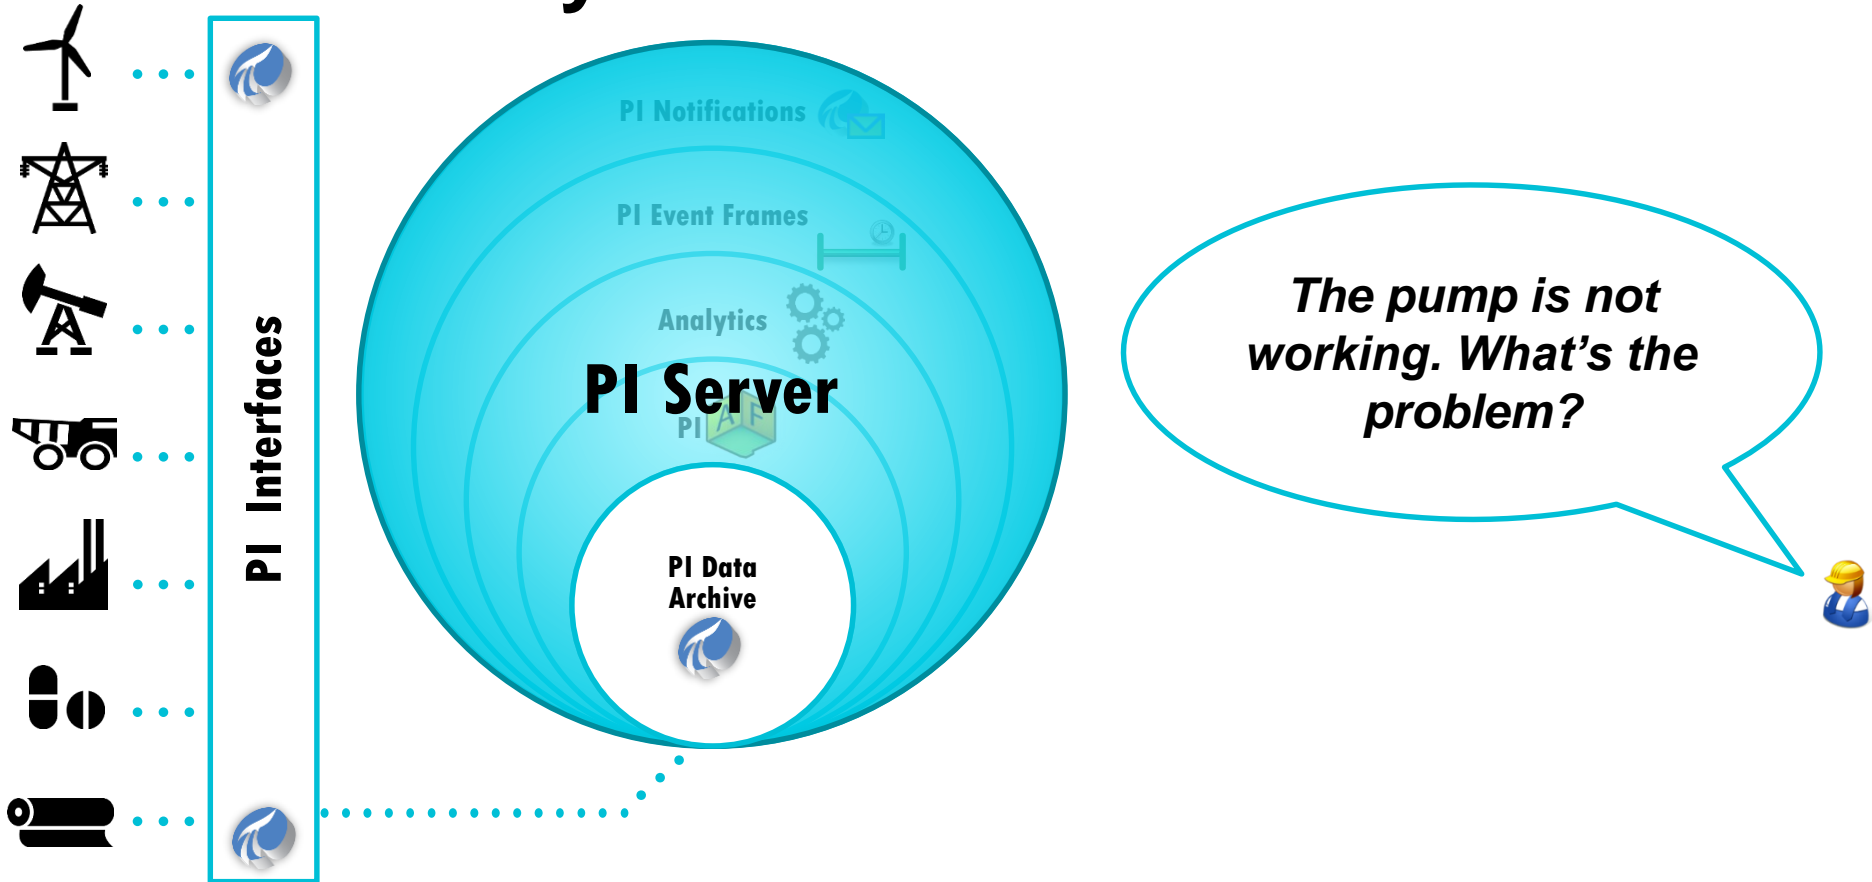 PI Interfaces
PI Notifications
PI Event Frames
Analytics
PI Server
PI AF
PI Data
Archive
The pump is not
working. What's the
problem?